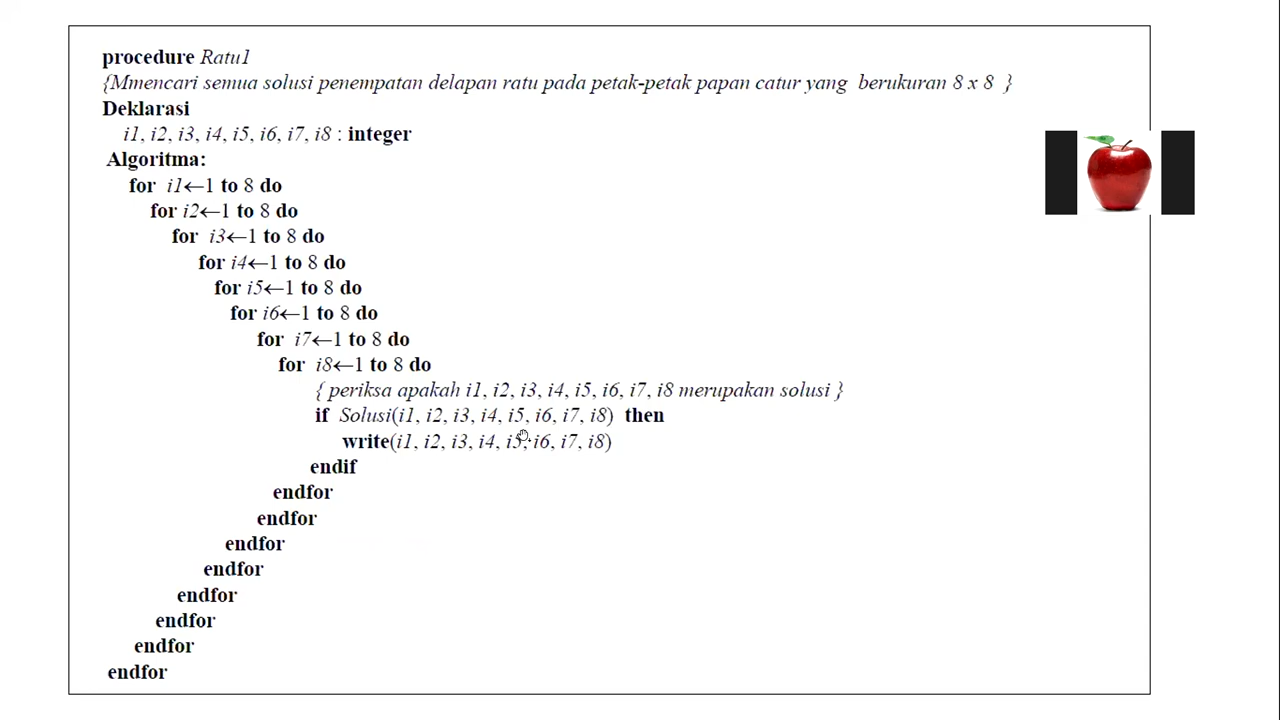 procedure Ratu1
{Mmencari semua solusi penempatan delapan ratu pada petak-petak papan catur yang berukuran 8 x 8 }
Deklarasi
i1, i2, i3, i4, i5, i6, i7, i8 : integer
Algoritma:
for i1←1 to 8 do
for i2←1 to 8 do
for i3←1 to 8 do
for i4←1 to 8 do
for i5←1 to 8 do
for i6←1 to 8 do
for i7←1 to 8 do
for i8←1 to 8 do
{ periksa apakah i1, i2, i3, i4, i5, i6, i7, i8 merupakan solusi }
if Solusi(i1, i2, i3, i4, i5, i6, i7, i8) then
write(i1, i2, i3, i4, i5, i6, i7, i8)
endif
endfor
endfor
endfor
endfor
endfor
endfor
endfor
endfor